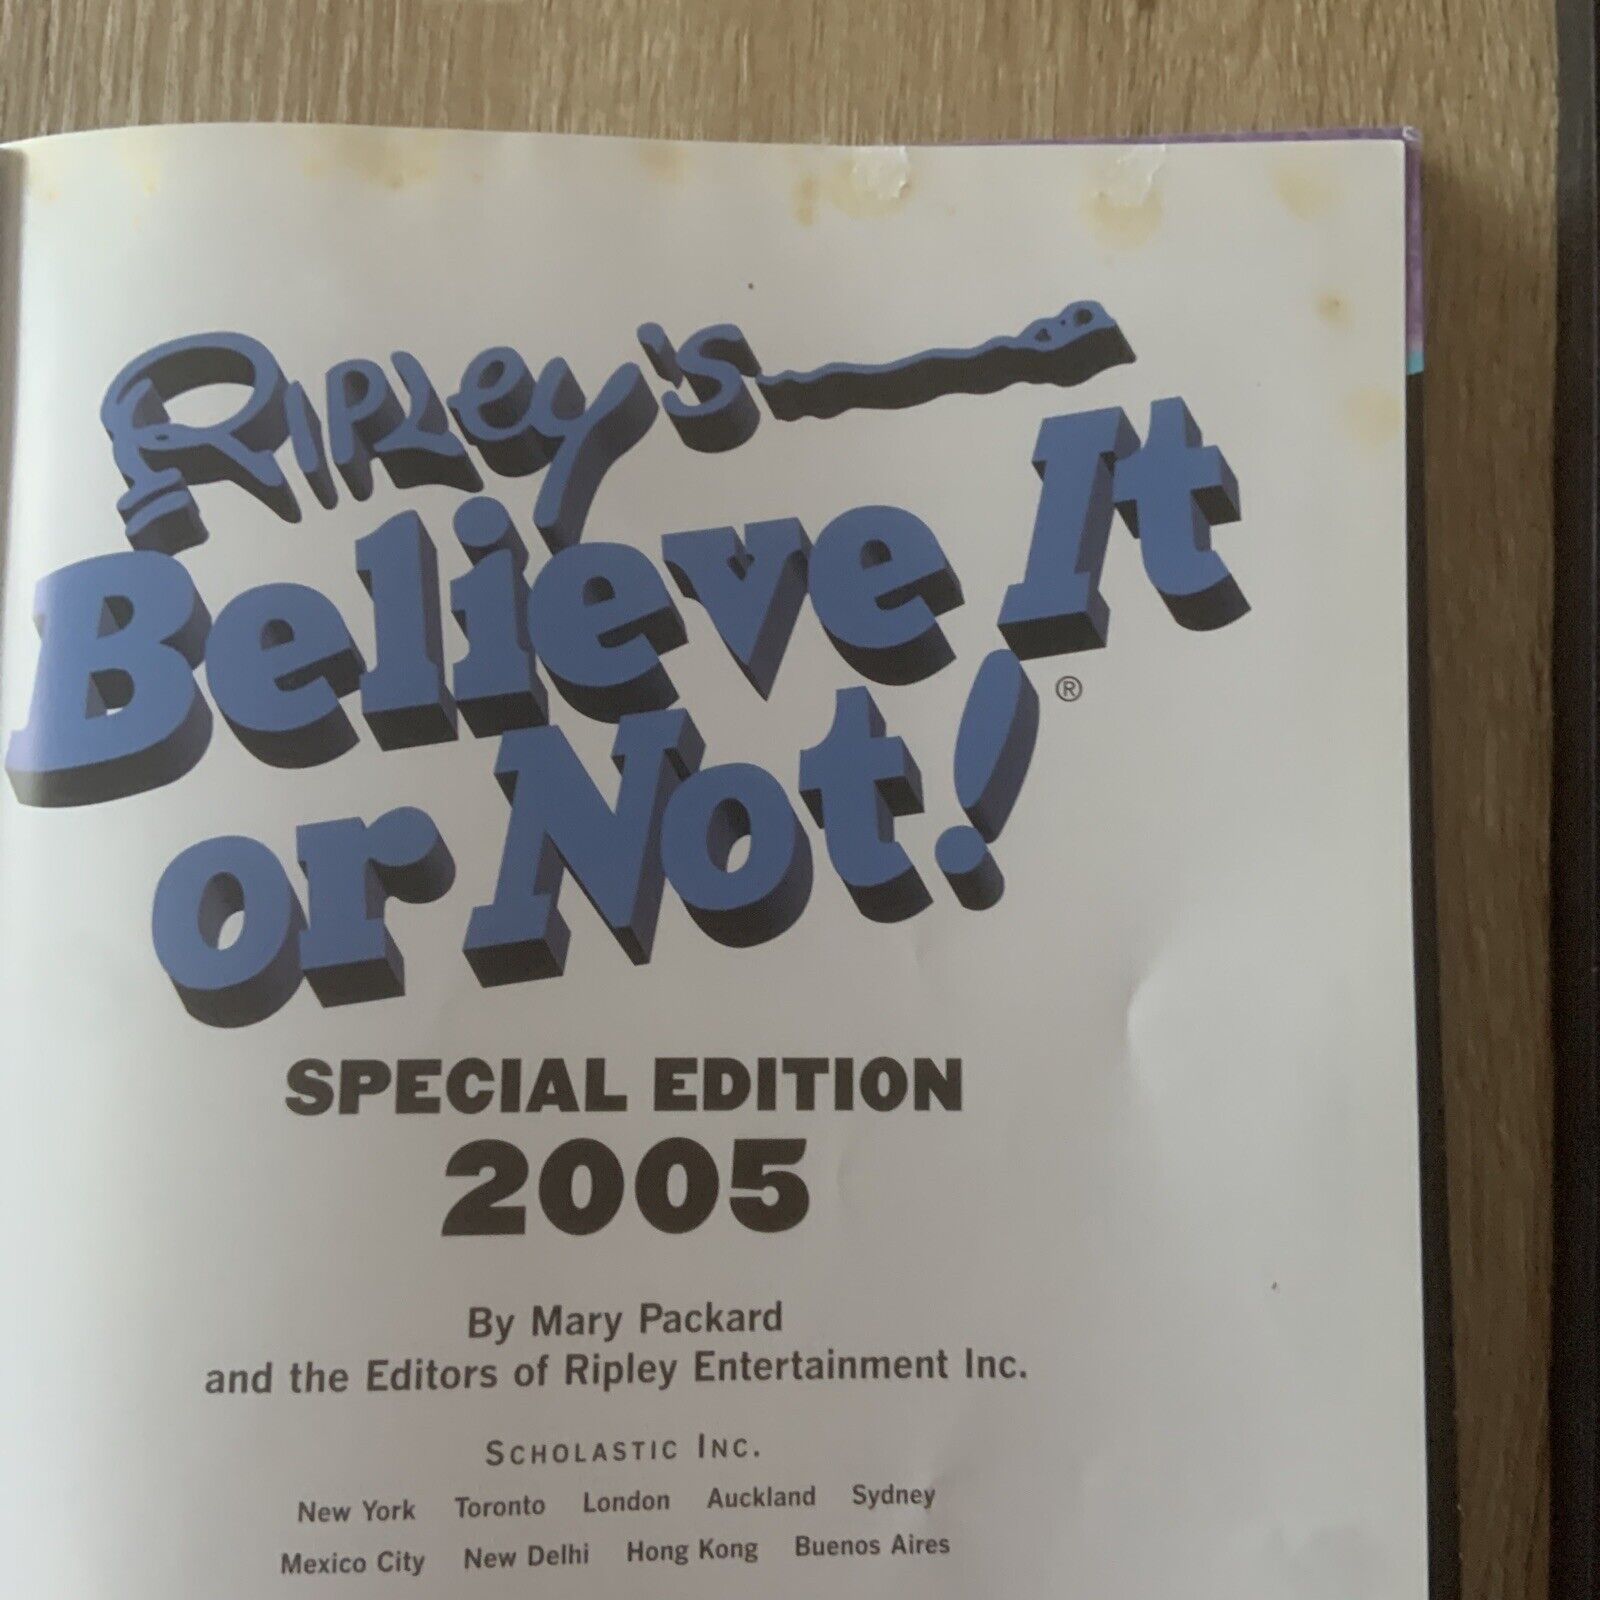 Ripley's
Believe It
or Not!®
SPECIAL EDITION
2005
By Mary Packard
and the Editors of Ripley Entertainment Inc.
SCHOLASTIC INC.
New York Toronto London Auckland Sydney
Mexico City New Delhi Hong Kong Buenos Aires